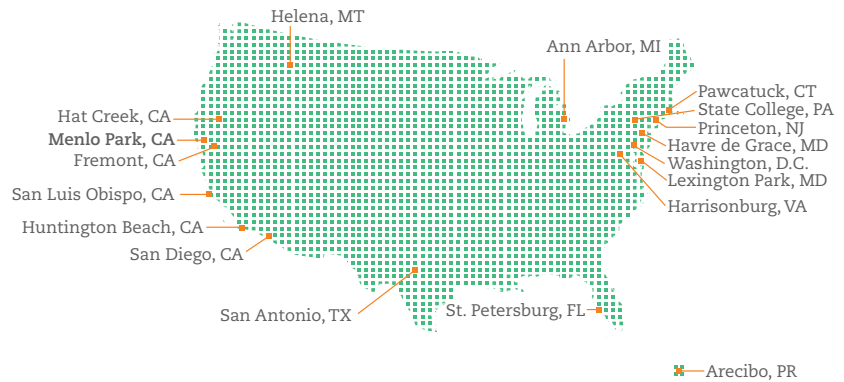 Helena, MT
Ann Arbor, MI
Pawcatuck, CT
State College, PA
Princeton, NJ
Havre de Grace, MD
Washington, D.C.
Lexington Park, MD
Harrisonburg, VA
Hat Creek, CA
Menlo Park, CA
Fremont, CA
San Luis Obispo, CA
Huntington Beach, CA
San Diego, CA
San Antonio, TX
St. Petersburg, FL
Arecibo, PR